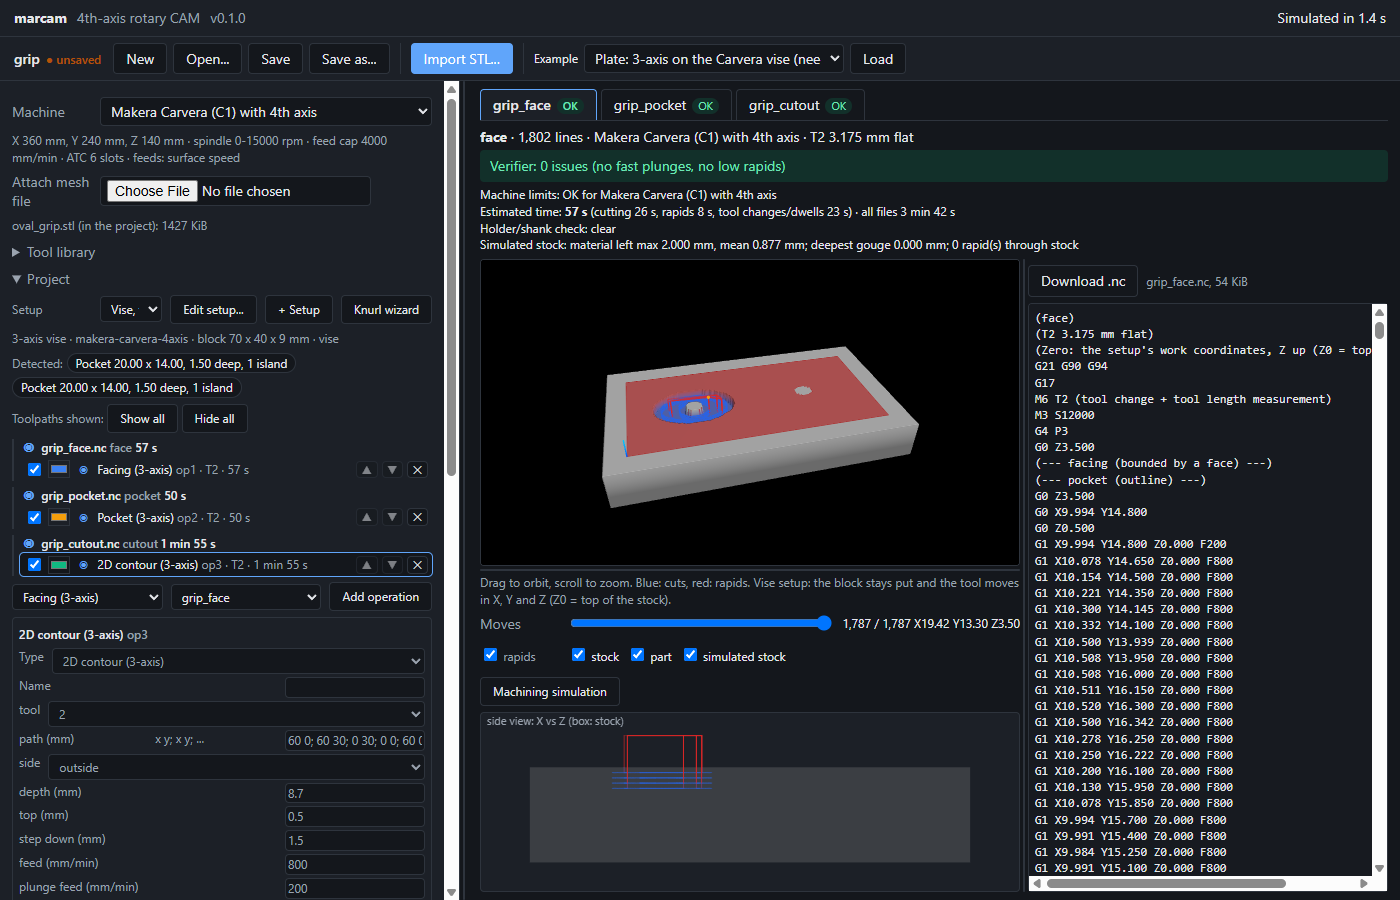 marcam 4th-axis rotary CAM v0.1.0
Simulated in 1.4 s
grip • unsaved New Open... Save Save as... Import STL... Example Plate: 3-axis on the Carvera vise (nee Load
Machine Makera Carvera (C1) with 4th axis
X 360 mm, Y 240 mm, Z 140 mm · spindle 0-15000 rpm · feed cap 4000
mm/min · ATC 6 slots · feeds: surface speed
Attach mesh
file
Choose File No file chosen
oval_grip.stl (in the project): 1427 KiB
▶ Tool library
▼ Project
Setup Vise, Edit setup... + Setup Knurl wizard
3-axis vise · makera-carvera-4axis · block 70 x 40 x 9 mm · vise
Detected: Pocket 20.00 x 14.00, 1.50 deep, 1 island
Pocket 20.00 x 14.00, 1.50 deep, 1 island
Toolpaths shown: Show all Hide all
grip_face.nc face 57 s
Facing (3-axis) op1 · T2 · 57 s ▲ ▼ ✕
grip_pocket.nc pocket 50 s
Pocket (3-axis) op2 · T2 · 50 s ▲ ▼ ✕
grip_cutout.nc cutout 1 min 55 s
2D contour (3-axis) op3 · T2 · 1 min 55 s ▲ ▼ ✕
Facing (3-axis) grip_face Add operation
2D contour (3-axis) op3
Type 2D contour (3-axis)
Name
tool 2
path (mm) x y; x y; ... 60 0; 60 30; 0 30; 0 0; 60 (
side outside
depth (mm) 8.7
top (mm) 0.5
step down (mm) 1.5
feed (mm/min) 800
plunge feed (mm/min) 200
grip_face OK grip_pocket OK grip_cutout OK
face · 1,802 lines · Makera Carvera (C1) with 4th axis · T2 3.175 mm flat
Verifier: 0 issues (no fast plunges, no low rapids)
Machine limits: OK for Makera Carvera (C1) with 4th axis
Estimated time: 57 s (cutting 26 s, rapids 8 s, tool changes/dwells 23 s) · all files 3 min 42 s
Holder/shank check: clear
Simulated stock: material left max 2.000 mm, mean 0.877 mm; deepest gouge 0.000 mm; 0 rapid(s) through stock
Drag to orbit, scroll to zoom. Blue: cuts, red: rapids. Vise setup: the block stays put and the tool moves
in X, Y and Z (Z0 = top of the stock).
Moves 1,787 / 1,787 X19.42 Y13.30 Z3.50
rapids stock part simulated stock
Machining simulation
side view: X vs Z (box: stock)
Download .nc grip_face.nc, 54 KiB
(face)
(T2 3.175 mm flat)
(Zero: the setup's work coordinates, Z up (Z0 = top
G21 G90 G94
G17
M6 T2 (tool change + tool length measurement)
M3 S12000
G4 P3
G0 Z3.500
(--- facing (bounded by a face) ---)
(--- pocket (outline) ---)
G0 Z3.500
G0 X9.994 Y14.800
G0 Z0.500
G1 X9.994 Y14.800 Z0.000 F200
G1 X10.078 Y14.650 Z0.000 F800
G1 X10.154 Y14.500 Z0.000 F800
G1 X10.221 Y14.350 Z0.000 F800
G1 X10.300 Y14.145 Z0.000 F800
G1 X10.332 Y14.100 Z0.000 F800
G1 X10.500 Y13.939 Z0.000 F800
G1 X10.508 Y13.950 Z0.000 F800
G1 X10.508 Y16.000 Z0.000 F800
G1 X10.511 Y16.150 Z0.000 F800
G1 X10.520 Y16.300 Z0.000 F800
G1 X10.500 Y16.342 Z0.000 F800
G1 X10.278 Y16.250 Z0.000 F800
G1 X10.250 Y16.222 Z0.000 F800
G1 X10.200 Y16.100 Z0.000 F800
G1 X10.130 Y15.950 Z0.000 F800
G1 X10.078 Y15.850 Z0.000 F800
G1 X9.994 Y15.700 Z0.000 F800
G1 X9.991 Y15.400 Z0.000 F800
G1 X9.984 Y15.250 Z0.000 F800
G1 X9.991 Y15.100 Z0.000 F800